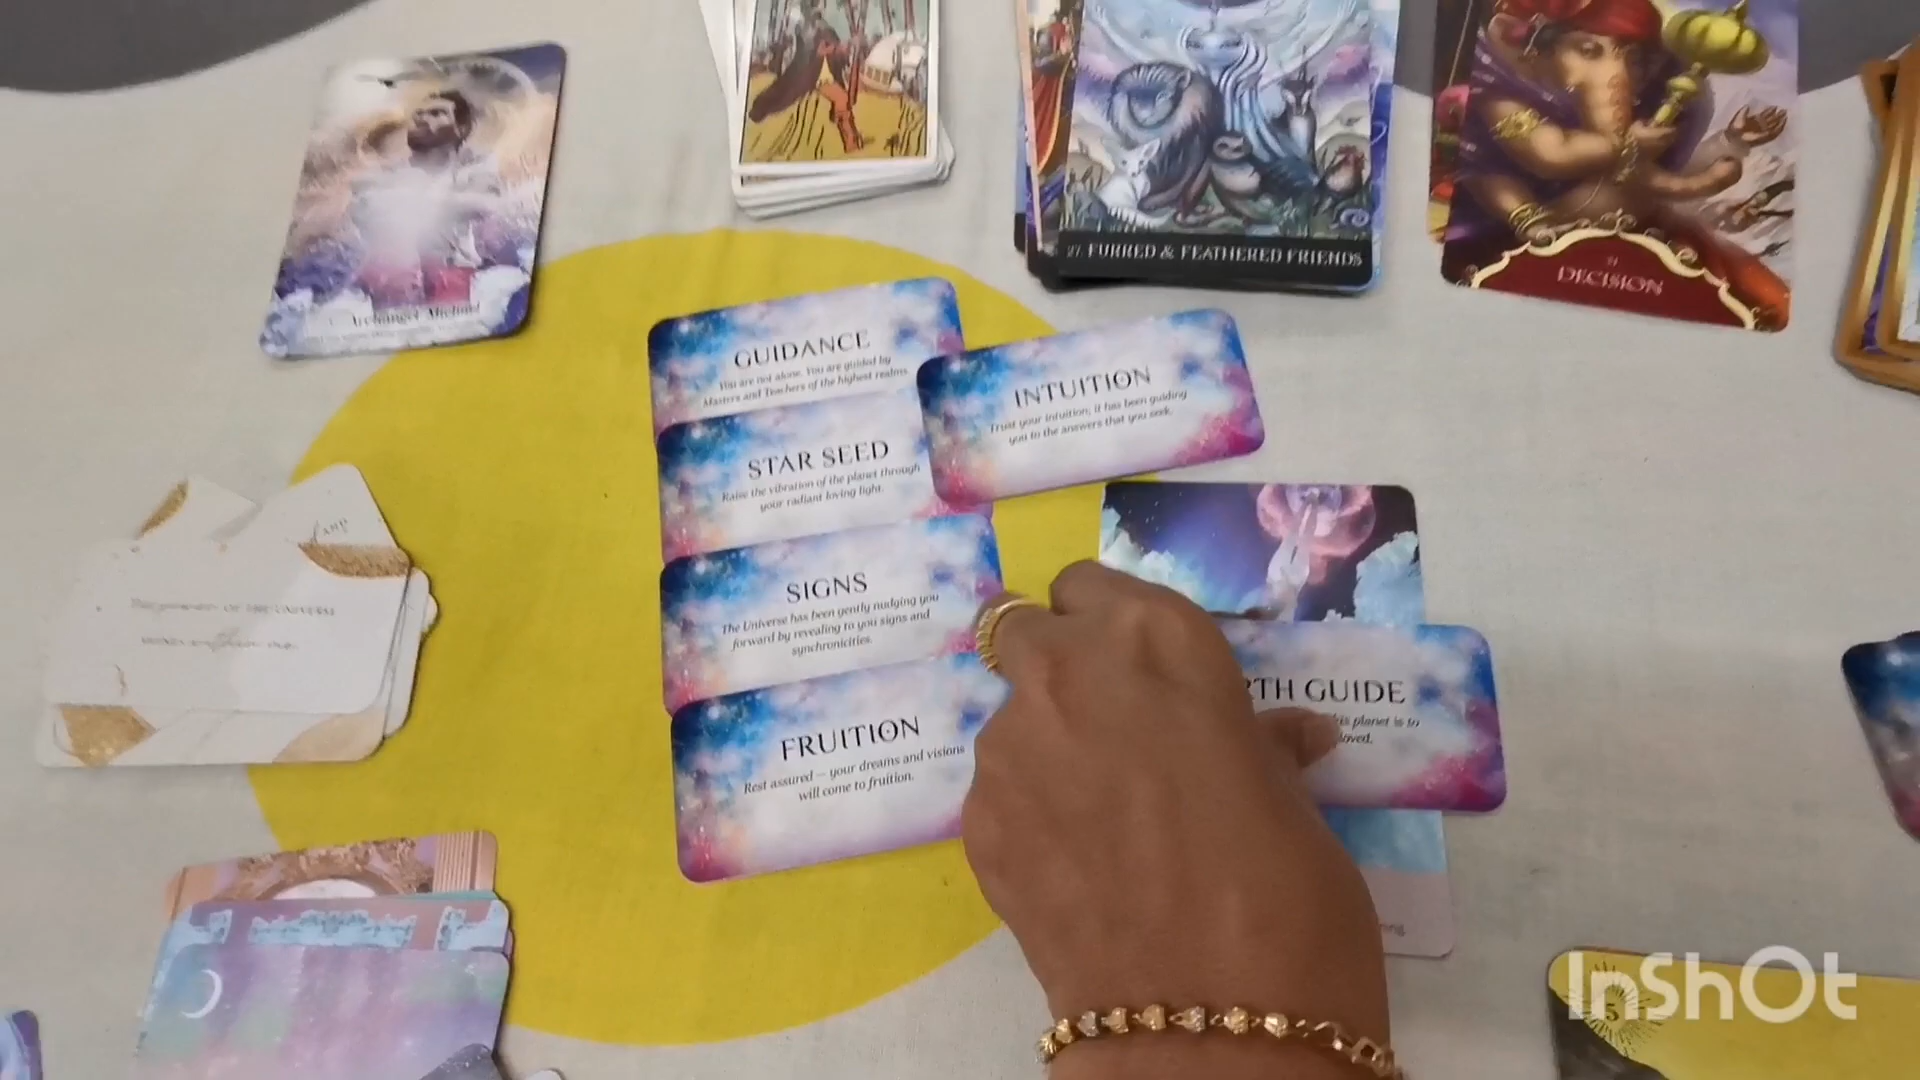 Archangel Michael
27. FURRED & FEATHERED FRIENDS
DECISION
GUIDANCE
You are not alone. You are guided by
Masters and Teachers of the highest realms.
INTUITION
Trust your intuition, it has been guiding
you to the answers that you seek.
STAR SEED
Raise the vibration of the planet through
your radiant loving light.
SIGNS
The Universe has been gently nudging you
forward by revealing to you signs and
synchronicities.
FRUITION
Rest assured – your dreams and visions
will come to fruition.
RTH GUIDE
his planet is to
loved.
OF THE UNIVERSE
5
InShOt